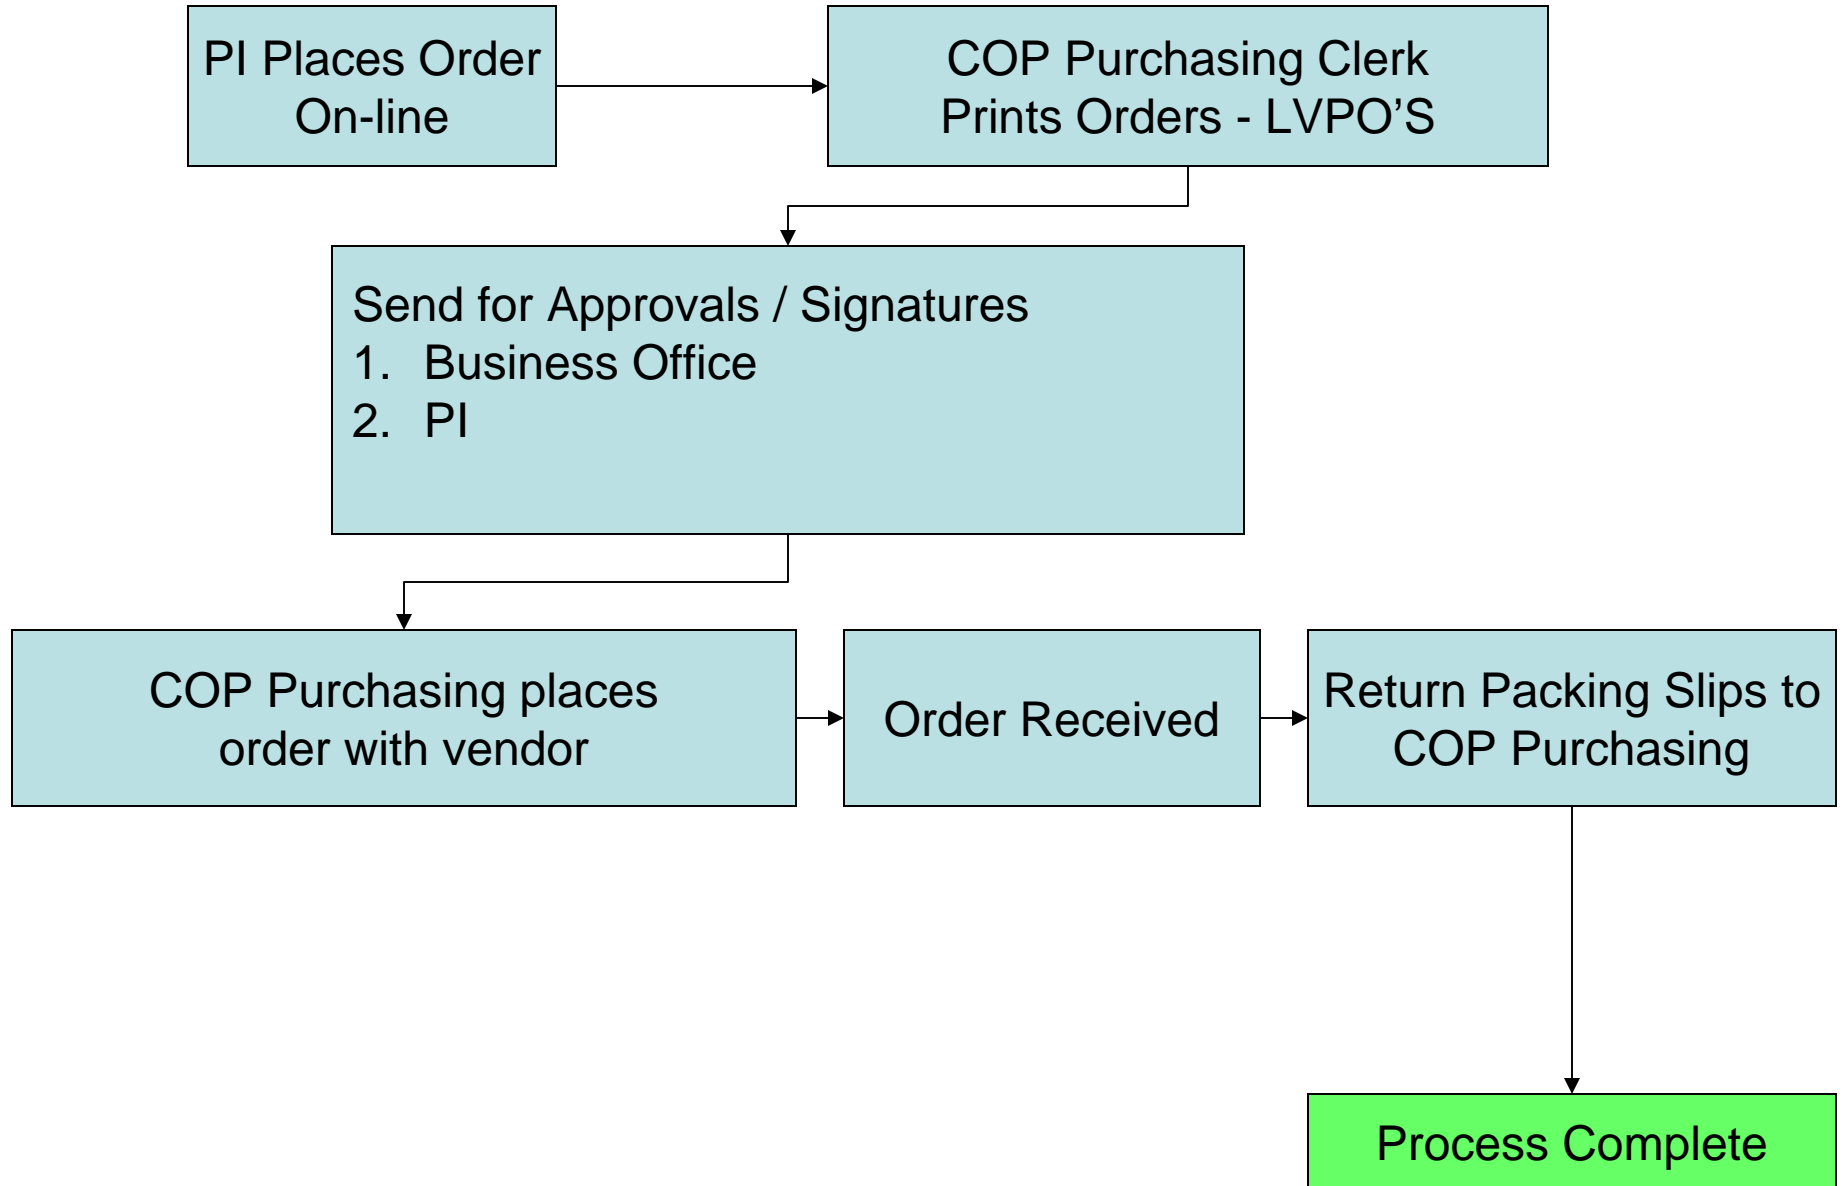 PI Places Order
On-line
COP Purchasing Clerk
Prints Orders - LVPO’S
Send for Approvals / Signatures
1. Business Office
2. PI
COP Purchasing places
order with vendor
Order Received
Return Packing Slips to
COP Purchasing
Process Complete